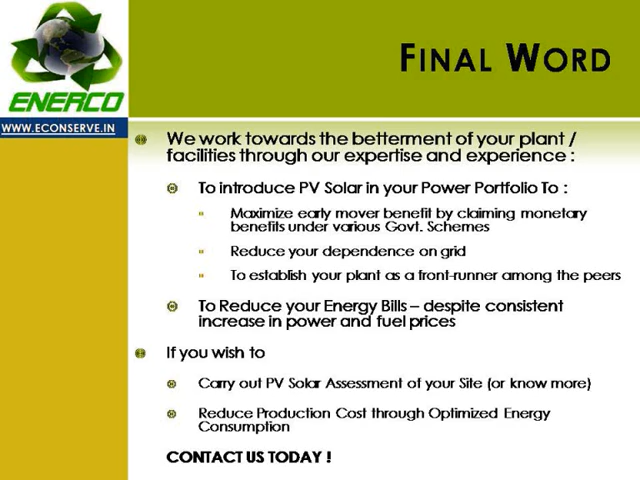 ENERCO
WWW.ECONSERVE.IN
FINAL WORD
We work towards the betterment of your plant /
facilities through our expertise and experience :
To introduce PV Solar in your Power Portfolio To :
Maximize early mover benefit by claiming monetary
benefits under various Govt. Schemes
Reduce your dependence on grid
To establish your plant as a front-runner among the peers
To Reduce your Energy Bills – despite consistent
increase in power and fuel prices
If you wish to
Carry out PV Solar Assessment of your Site (or know more)
Reduce Production Cost through Optimized Energy
Consumption
CONTACT US TODAY !